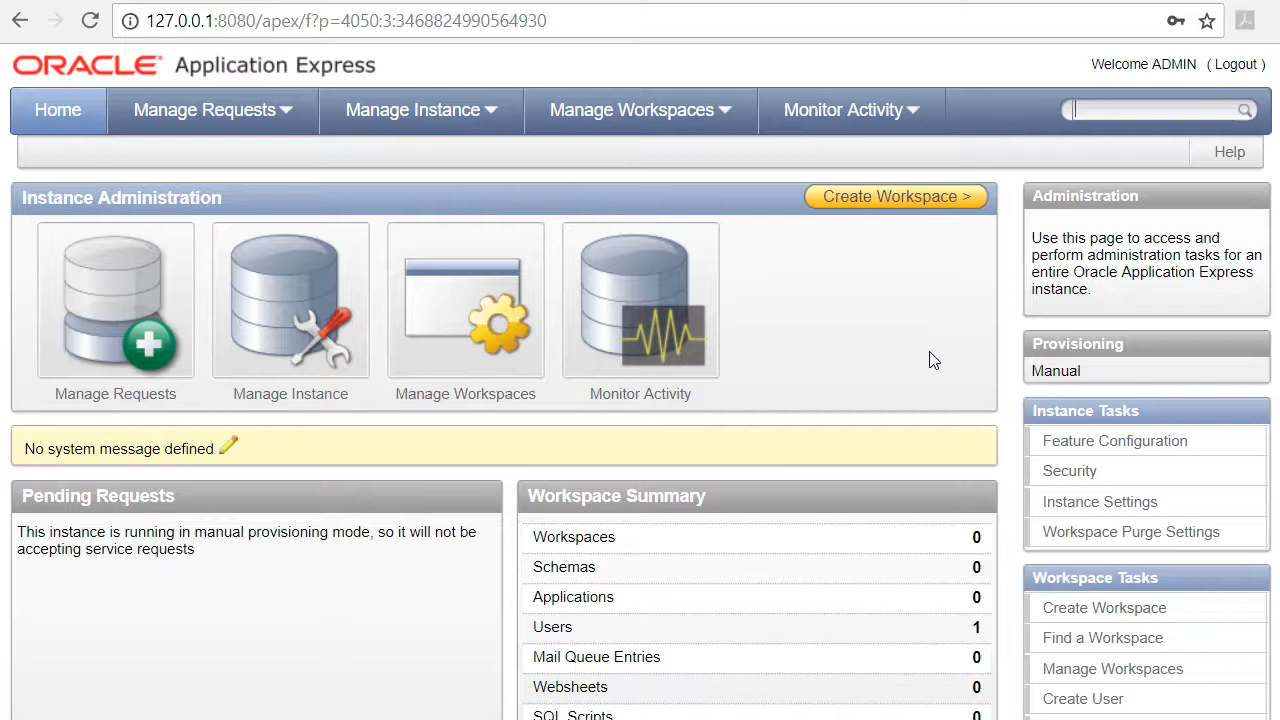 127.0.0.1:8080/apex/f?p=4050:3:3468824990564930
ORACLE Application Express
Welcome ADMIN ( Logout )
Home
Manage Requests
Manage Instance
Manage Workspaces
Monitor Activity
Help
Instance Administration
Create Workspace >
Manage Requests
Manage Instance
Manage Workspaces
Monitor Activity
No system message defined
Pending Requests
This instance is running in manual provisioning mode, so it will not be
accepting service requests
Workspace Summary
Workspaces 0
Schemas 0
Applications 0
Users 1
Mail Queue Entries 0
Websheets 0
SQL Scripts 0
Administration
Use this page to access and
perform administration tasks for an
entire Oracle Application Express
instance.
Provisioning
Manual
Instance Tasks
Feature Configuration
Security
Instance Settings
Workspace Purge Settings
Workspace Tasks
Create Workspace
Find a Workspace
Manage Workspaces
Create User